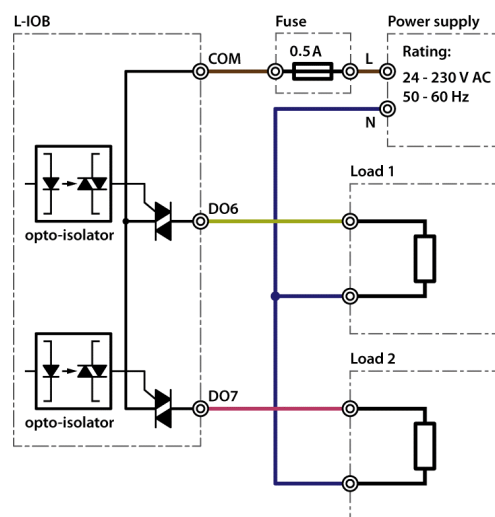 L-IOB
Fuse
Power supply
COM
0.5 A
L
Rating:
24 - 230 V AC
50 - 60 Hz
N
Load 1
DO6
opto-isolator
Load 2
DO7
opto-isolator